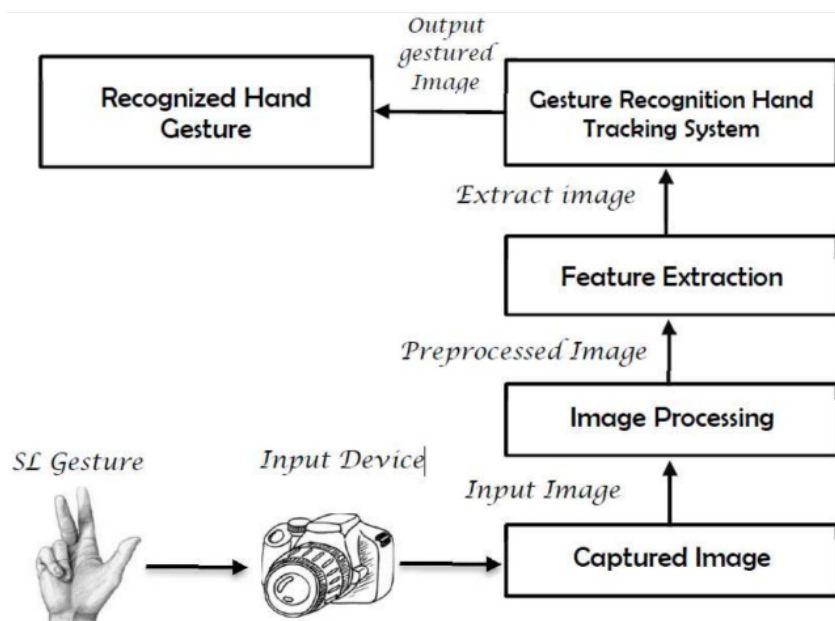 Output
gestured
Image
Recognized Hand
Gesture
Gesture Recognition Hand
Tracking System
Extract image
Feature Extraction
Preprocessed Image
Image Processing
SL Gesture
Input Device
Input Image
Captured Image